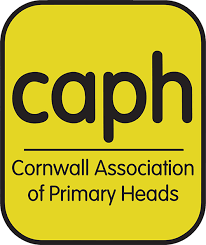 caph
Cornwall Association
of Primary Heads